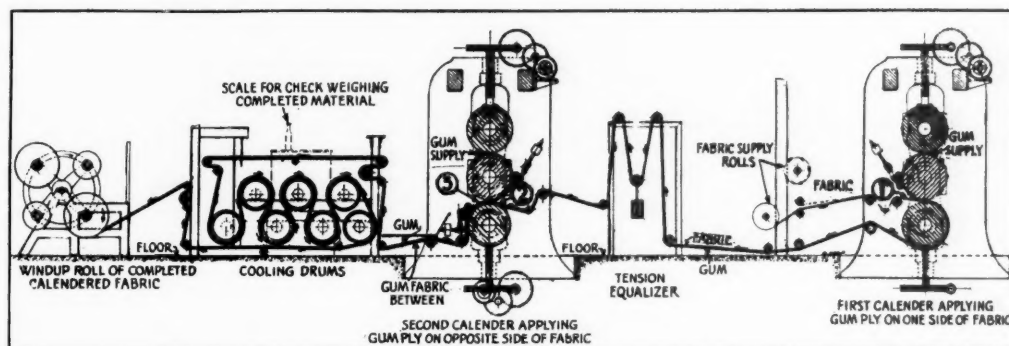 SCALE FOR CHECK WEIGHING
COMPLETED MATERIAL
GUM
SUPPLY
FABRIC SUPPLY
ROLLS
GUM
SUPPLY
FABRIC
1
S
2
GUM
FLOOR
FLOOR
FABRIC
GUM
WINDUP ROLL OF COMPLETED
CALENDERED FABRIC
COOLING DRUMS
GUM FABRIC
BETWEEN
TENSION
EQUALIZER
SECOND CALENDER APPLYING
GUM PLY ON OPPOSITE SIDE OF FABRIC
FIRST CALENDER APPLYING
GUM PLY ON ONE SIDE OF FABRIC